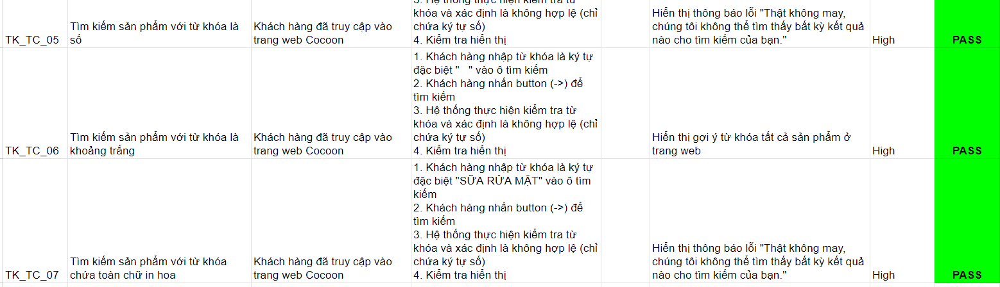 3. Hệ thống thực hiện kiểm tra từ
khóa và xác định là không hợp lệ (chỉ
chứa ký tự số)
4. Kiểm tra hiển thị
TK_TC_05
Tìm kiếm sản phẩm với từ khóa là
số
Khách hàng đã truy cập vào
trang web Cocoon
Hiển thị thông báo lỗi "Thật không may,
chúng tôi không thể tìm thấy bất kỳ kết quả
nào cho tìm kiếm của bạn."
High
PASS
TK_TC_06
Tìm kiếm sản phẩm với từ khóa là
khoảng trắng
Khách hàng đã truy cập vào
trang web Cocoon
1. Khách hàng nhập từ khóa là ký tự
đặc biệt "   " vào ô tìm kiếm
2. Khách hàng nhấn button (->) để
tìm kiếm
3. Hệ thống thực hiện kiểm tra từ
khóa và xác định là không hợp lệ (chỉ
chứa ký tự số)
4. Kiểm tra hiển thị
Hiển thị gợi ý từ khóa tất cả sản phẩm ở
trang web
High
PASS
TK_TC_07
Tìm kiếm sản phẩm với từ khóa
chứa toàn chữ in hoa
Khách hàng đã truy cập vào
trang web Cocoon
1. Khách hàng nhập từ khóa là ký tự
đặc biệt "SỮA RỬA MẶT" vào ô tìm
kiếm
2. Khách hàng nhấn button (->) để
tìm kiếm
3. Hệ thống thực hiện kiểm tra từ
khóa và xác định là không hợp lệ (chỉ
chứa ký tự số)
4. Kiểm tra hiển thị
Hiển thị thông báo lỗi "Thật không may,
chúng tôi không thể tìm thấy bất kỳ kết quả
nào cho tìm kiếm của bạn."
High
PASS